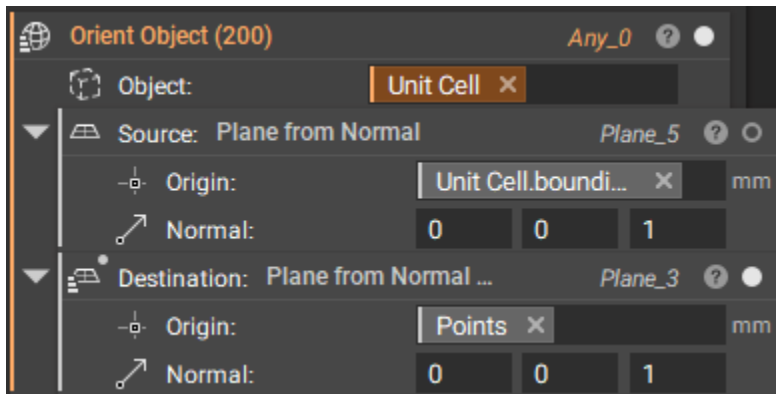 Orient Object (200) Any_0 ?
Object: Unit Cell ×
Source: Plane from Normal Plane_5 ?
Origin: Unit Cell.boundi... × mm
Normal: 0 0 1
Destination: Plane from Normal ... Plane_3 ?
Origin: Points × mm
Normal: 0 0 1